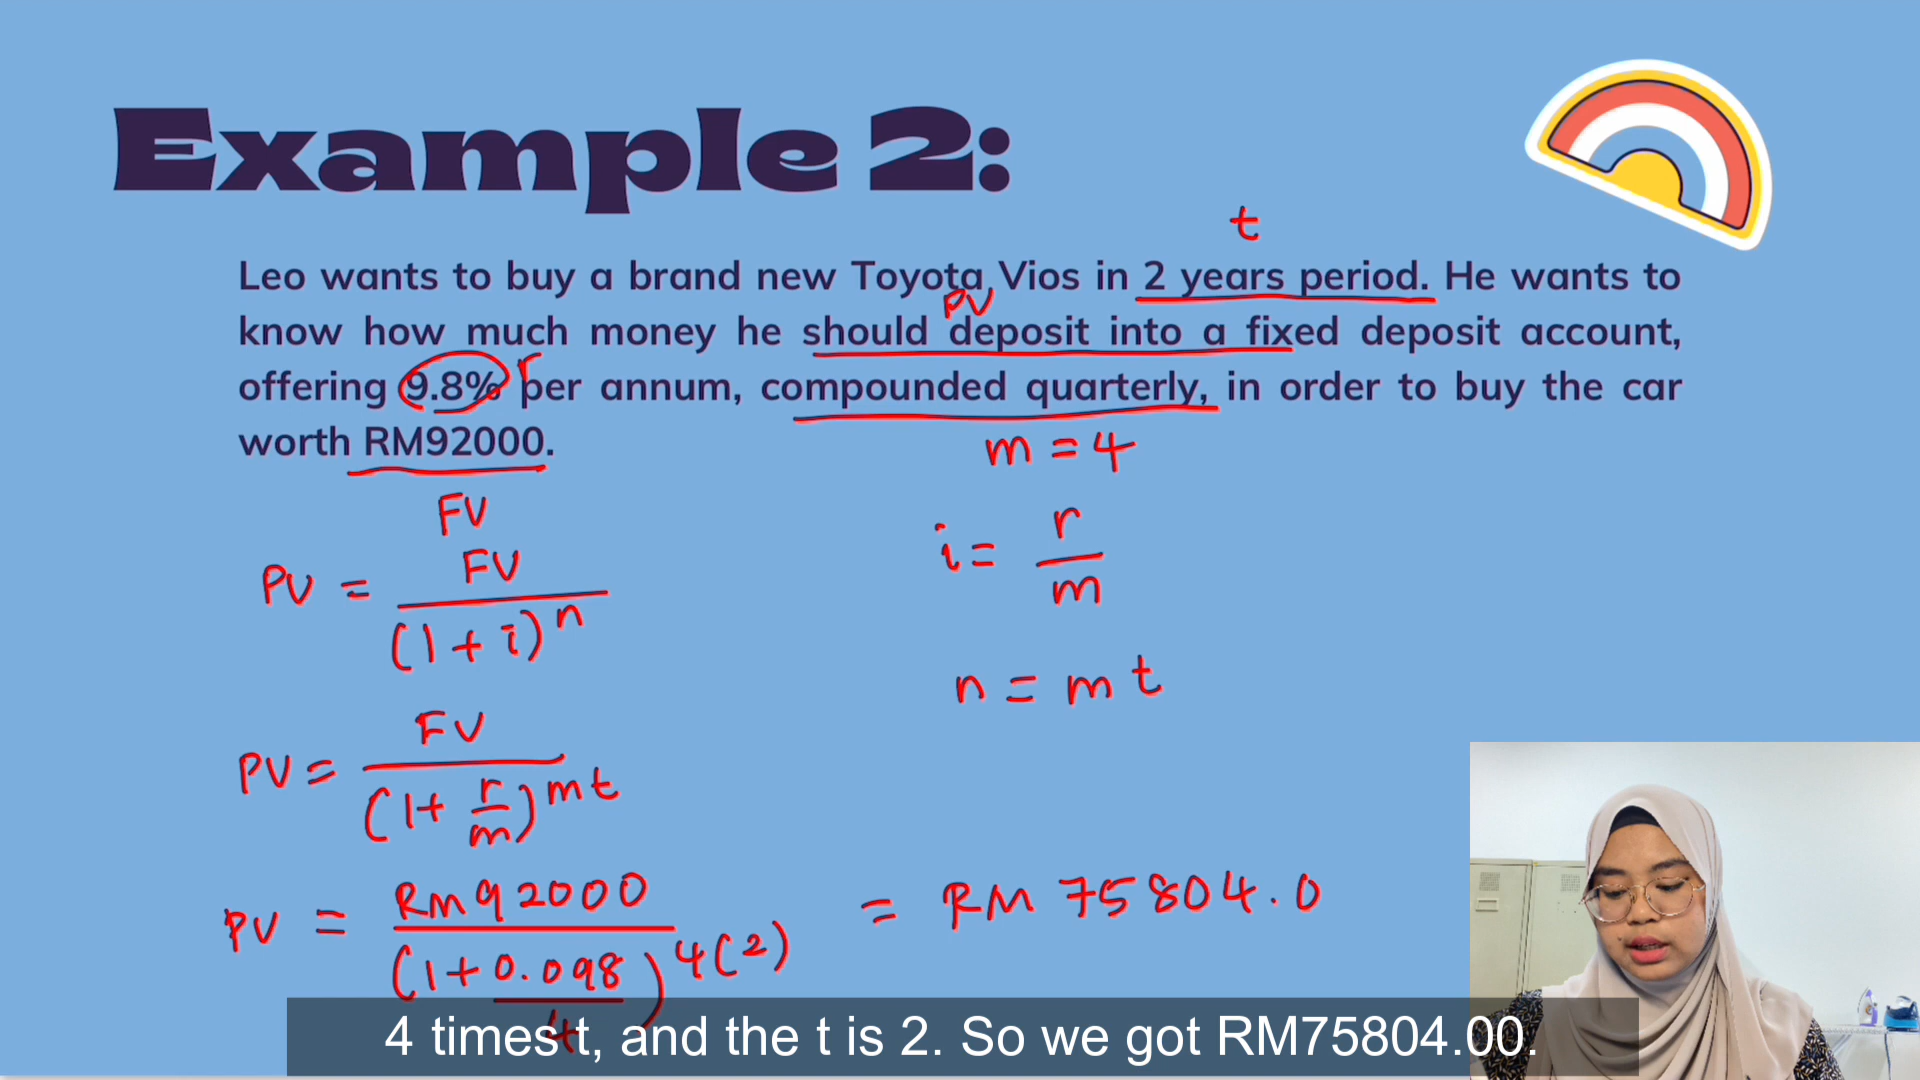 Example 2:
t
Leo wants to buy a brand new Toyota Vios in 2 years period. He wants to
PV
know how much money he should deposit into a fixed deposit account,
r
offering 9.8% per annum, compounded quarterly, in order to buy the car
worth RM92000.
m = 4
FV
i = r
m
PV = FV
(1 + i)^n
n = m t
PV = FV
(1 + r/m)^mt
PV = RM92000
(1 + 0.098/4)^4(2)
= RM 75804.0
4 times t, and the t is 2. So we got RM75804.00.